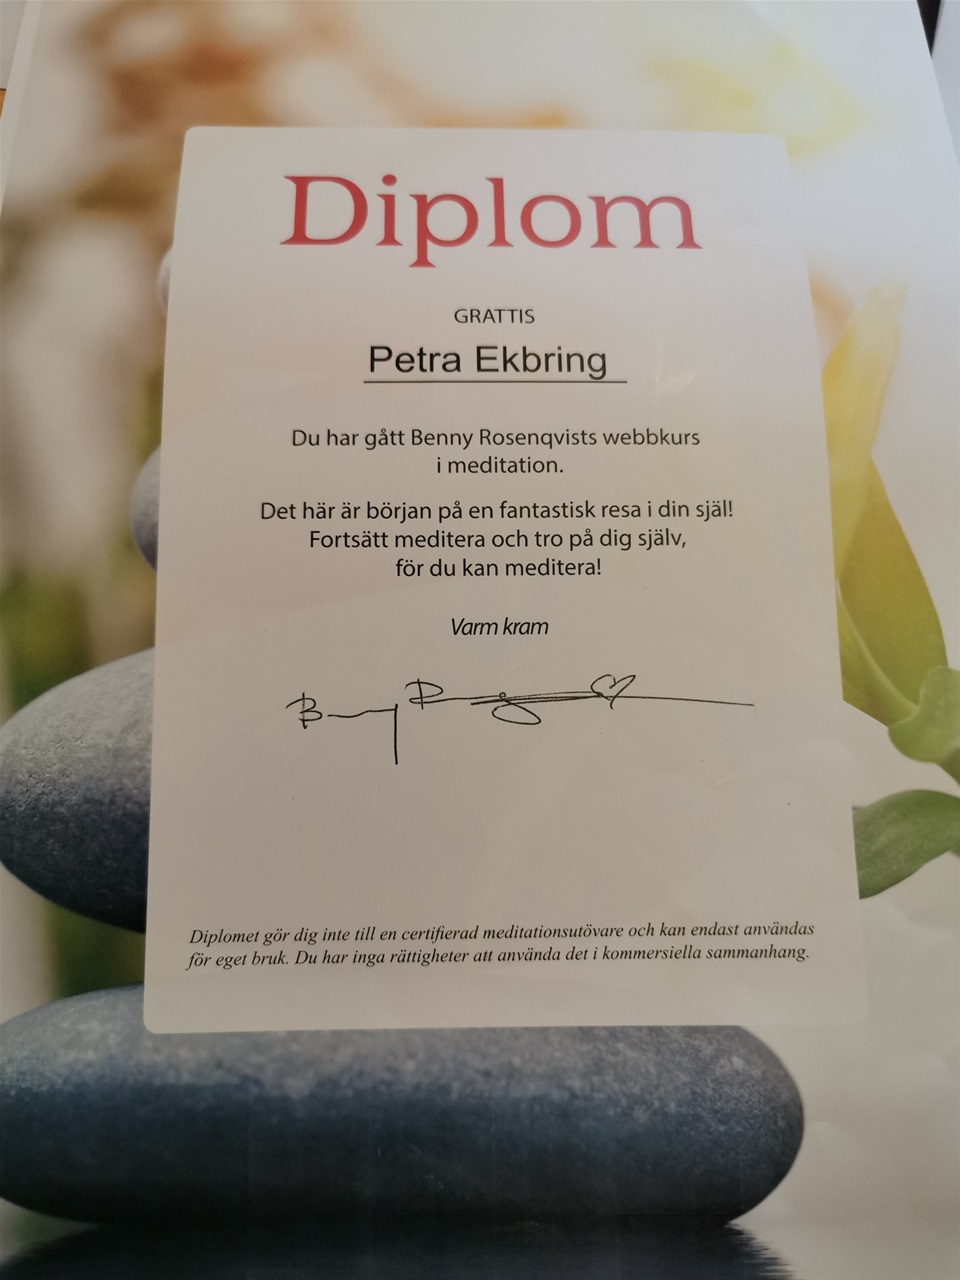 Diplom
GRATTIS
Petra Ekbring
Du har gått Benny Rosenqvists webbkurs
i meditation.
Det här är början på en fantastisk resa i din själ!
Fortsätt meditera och tro på dig själv,
för du kan meditera!
Varm kram
Diplomet gör dig inte till en certifierad meditationsutövare och kan endast användas
för eget bruk. Du har inga rättigheter att använda det i kommersiella sammanhang.